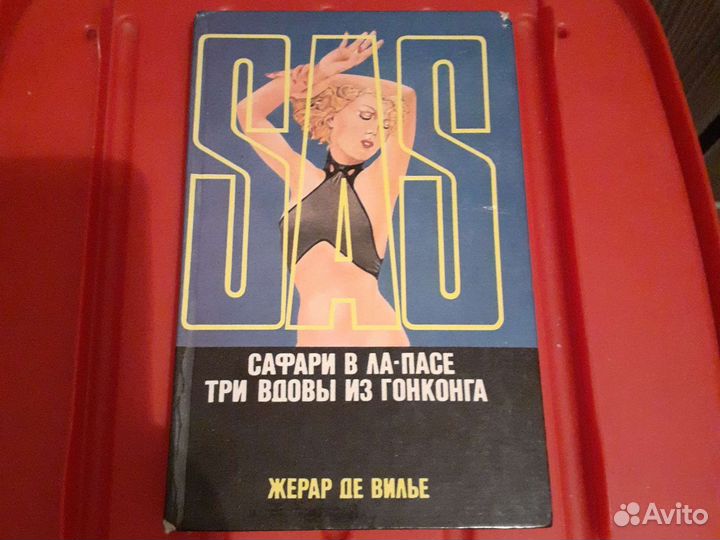 SAS
САФАРИ В ЛА-ПАСЕ
ТРИ ВДОВЫ ИЗ ГОНКОНГА
ЖЕРАР ДЕ ВИЛЬЕ
Avito